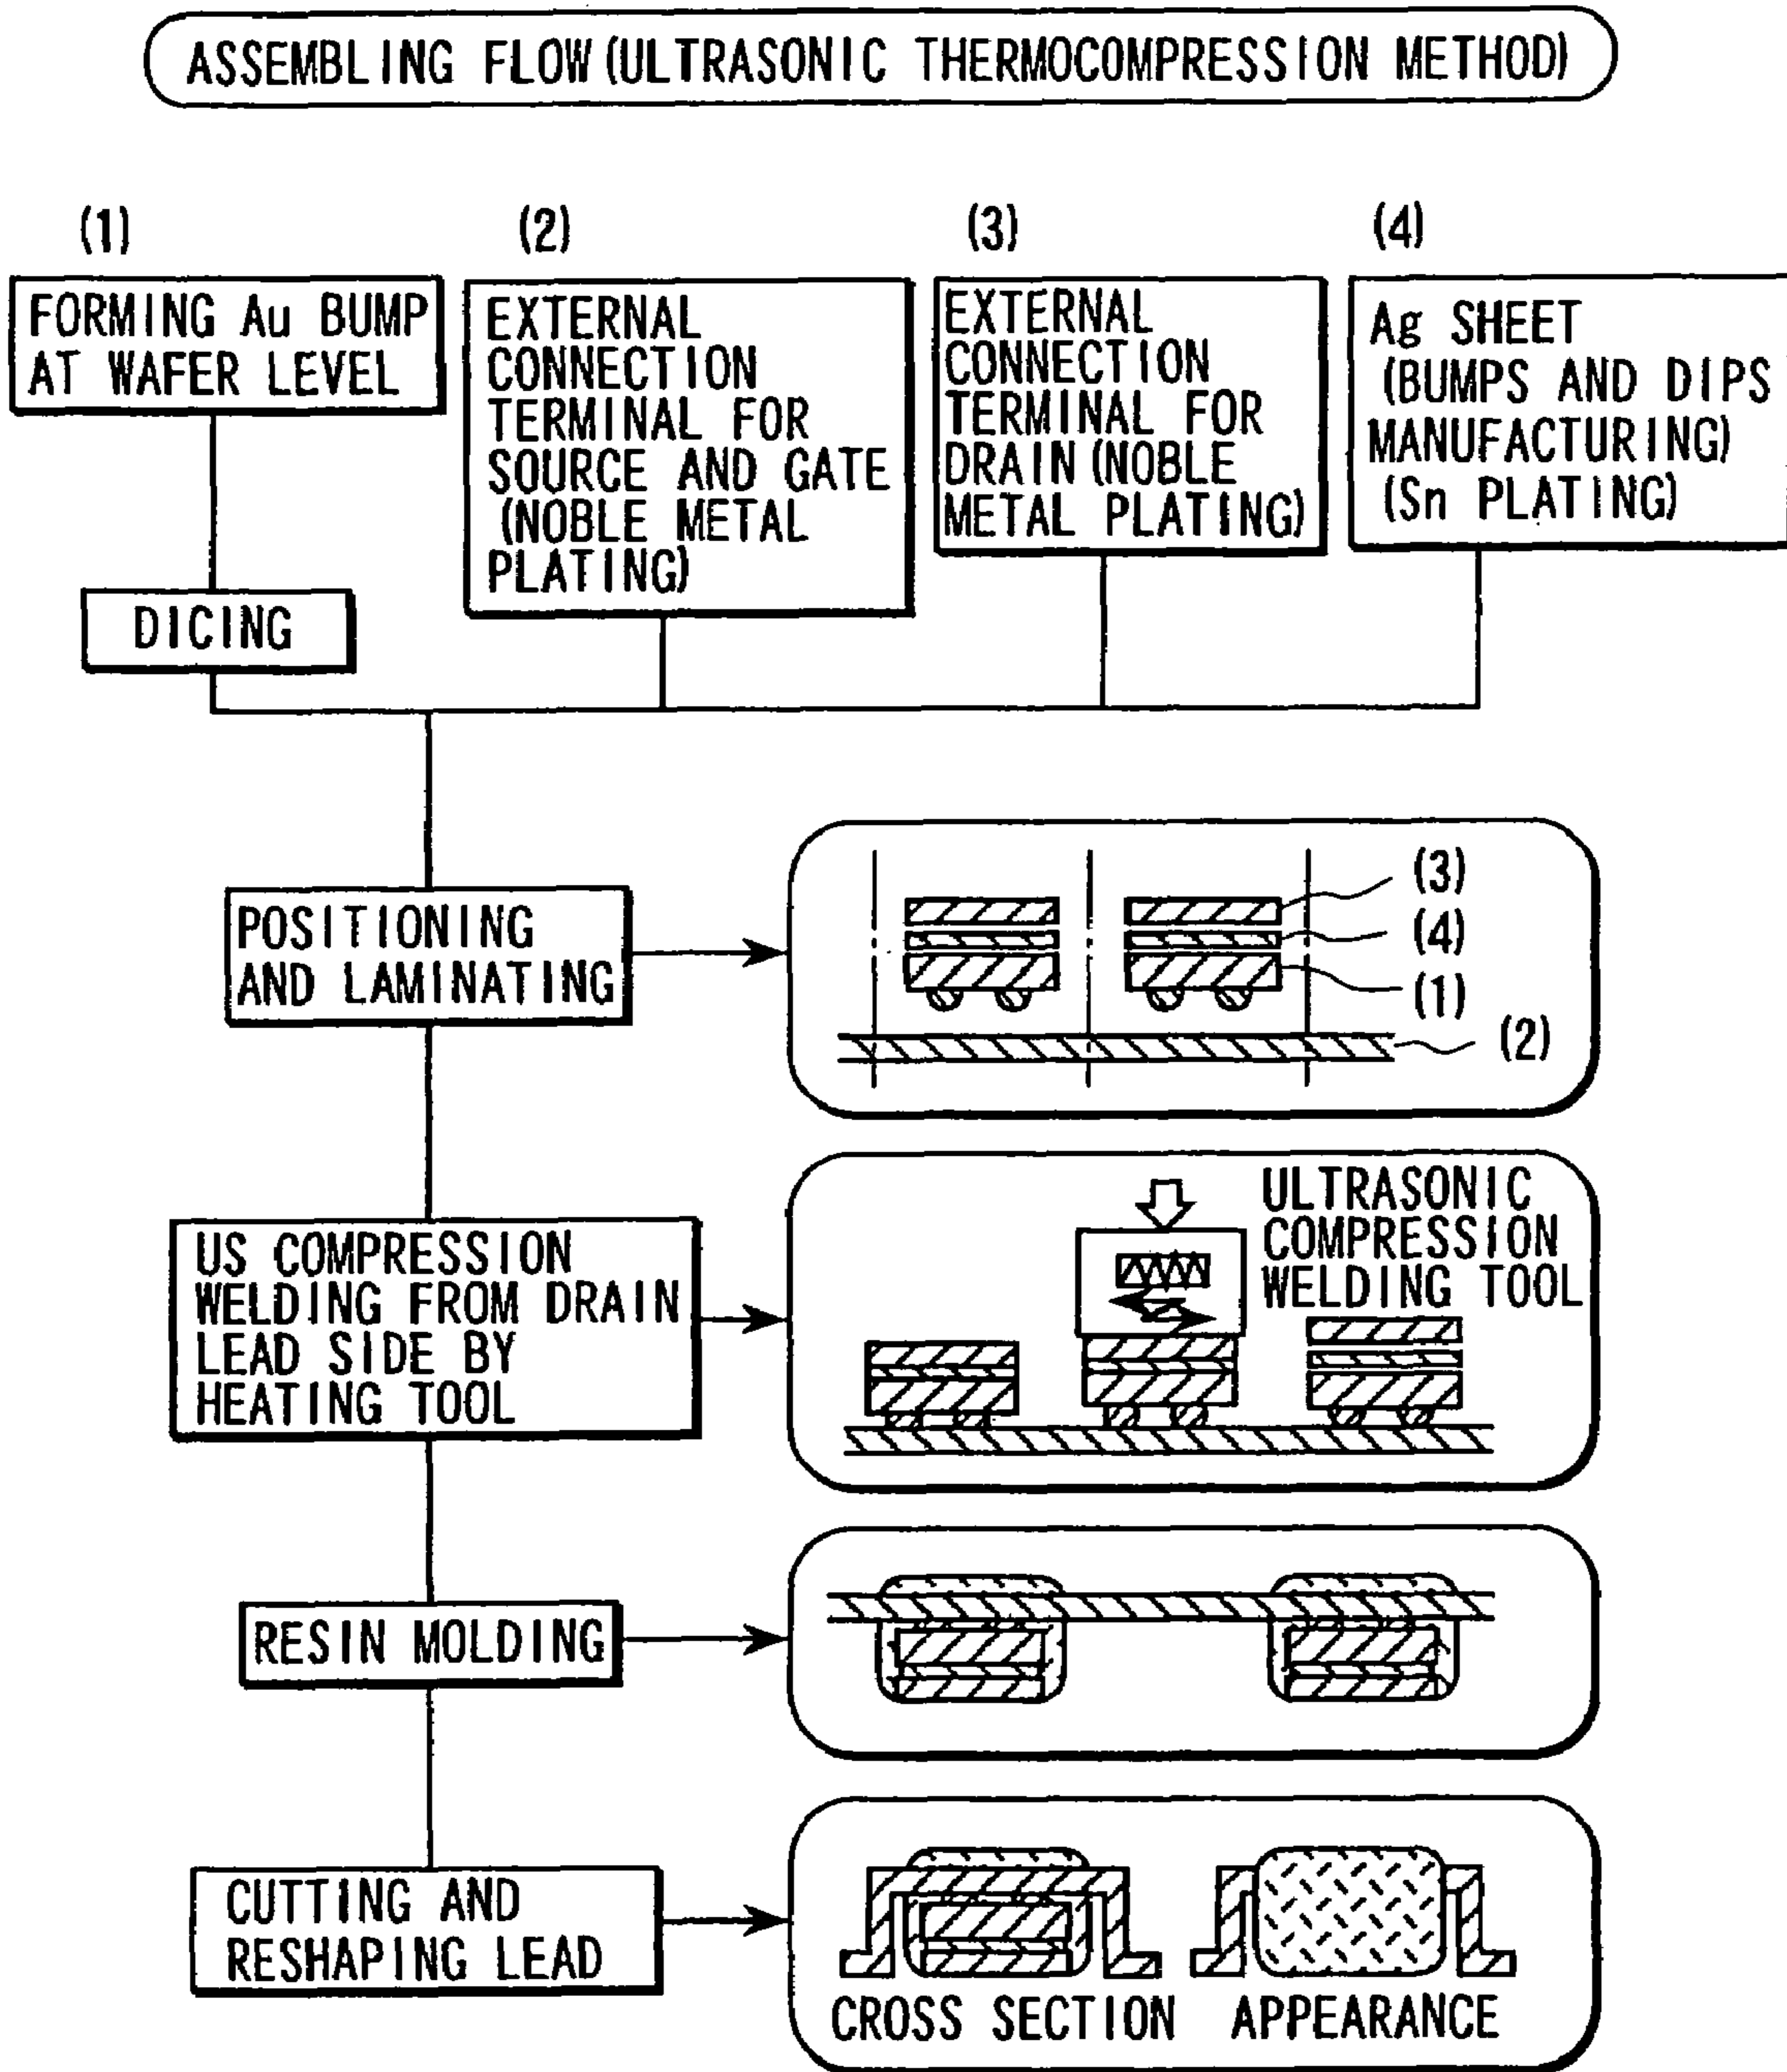 ASSEMBLING FLOW(ULTRASONIC THERMOCOMPRESSION METHOD)
(1)
FORMING Au BUMP
AT WAFER LEVEL
DICING
(2)
EXTERNAL
CONNECTION
TERMINAL FOR
SOURCE AND GATE
(NOBLE METAL
PLATING)
(3)
EXTERNAL
CONNECTION
TERMINAL FOR
DRAIN(NOBLE
METAL PLATING)
(4)
Ag SHEET
(BUMPS AND DIPS
MANUFACTURING)
(Sn PLATING)
POSITIONING
AND LAMINATING
(3)
(4)
(1)
(2)
US COMPRESSION
WELDING FROM DRAIN
LEAD SIDE BY
HEATING TOOL
ULTRASONIC
COMPRESSION
WELDING TOOL
RESIN MOLDING
CUTTING AND
RESHAPING LEAD
CROSS SECTION
APPEARANCE